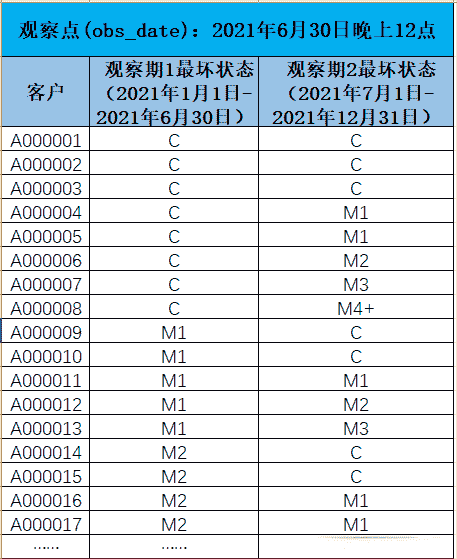 观察点(obs_date)：2021年6月30日晚上12点
客户
观察期1最坏状态
（2021年1月1日-
2021年6月30日）
观察期2最坏状态
（2021年7月1日-
2021年12月31日）
A000001 C C
A000002 C C
A000003 C C
A000004 C M1
A000005 C M1
A000006 C M2
A000007 C M3
A000008 C M4+
A000009 M1 C
A000010 M1 C
A000011 M1 M1
A000012 M1 M2
A000013 M1 M3
A000014 M2 C
A000015 M2 C
A000016 M2 M1
A000017 M2 M1
…… ……